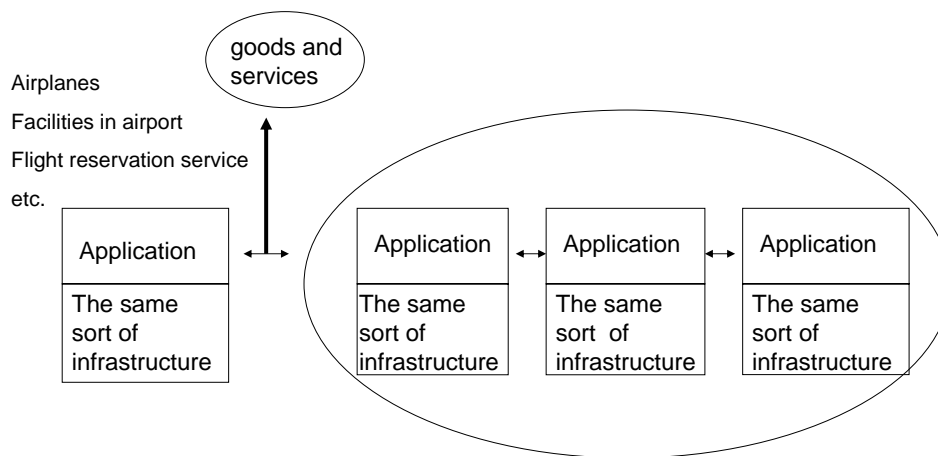 goods and
services
Airplanes
Facilities in airport
Flight reservation service
etc.
Application
The same
sort of
infrastructure
Application
The same
sort of
infrastructure
Application
The same
sort  of
infrastructure
Application
The same
sort of
infrastructure